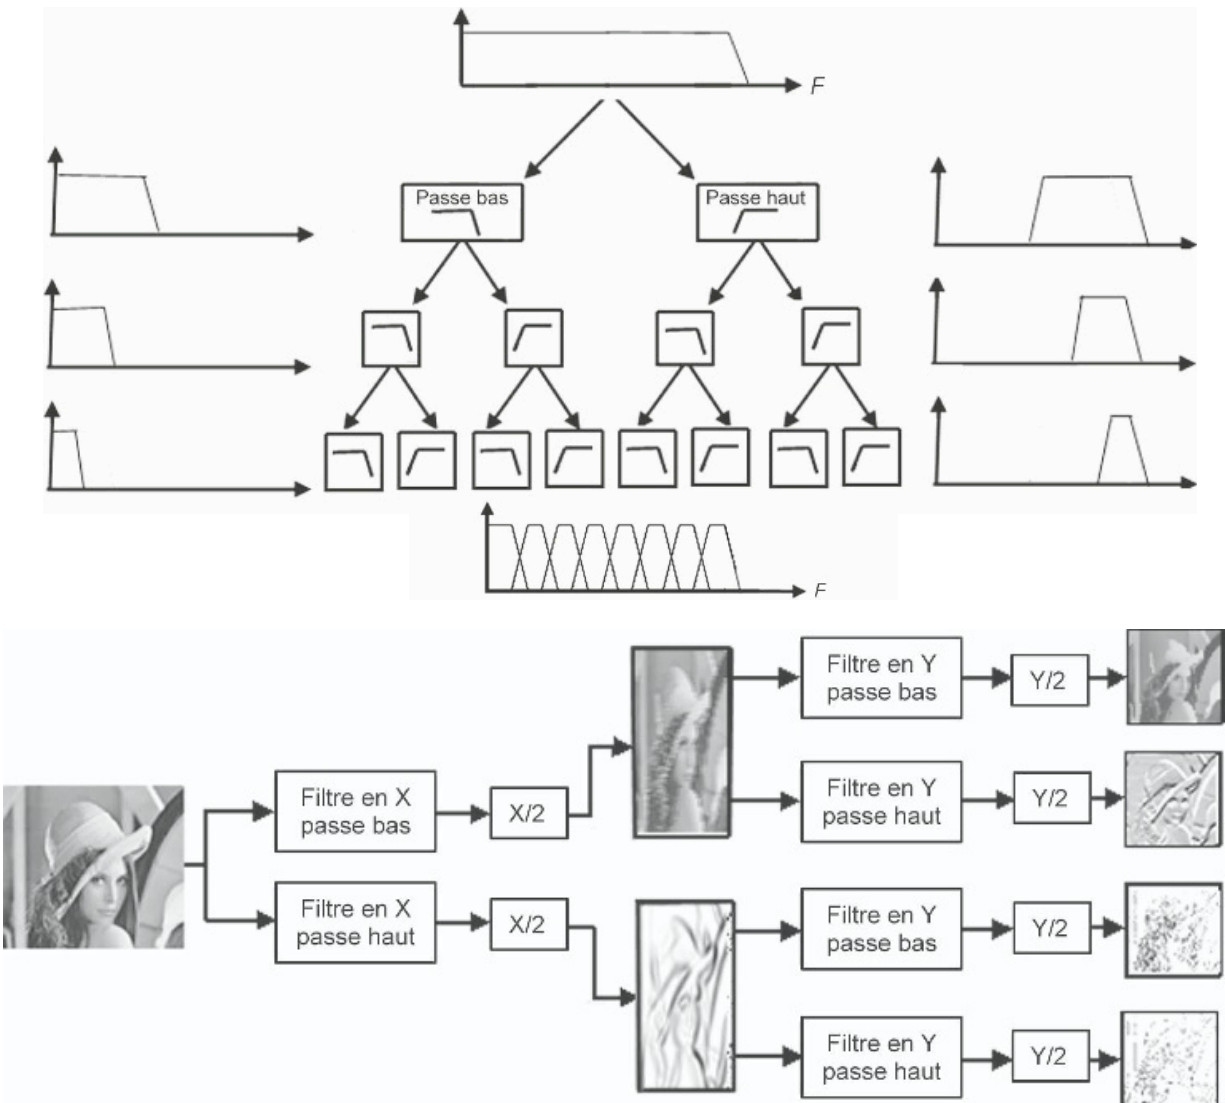 F
Passe bas
Passe haut
F
Filtre en X
passe bas
X/2
Filtre en X
passe haut
X/2
Filtre en Y
passe bas
Y/2
Filtre en Y
passe haut
Y/2
Filtre en Y
passe bas
Y/2
Filtre en Y
passe haut
Y/2